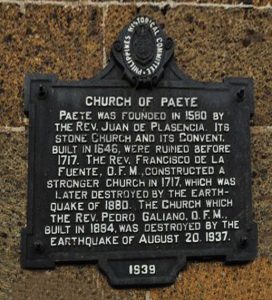 PHILIPPINES HISTORICAL COMMITTEE
CHURCH OF PAETE
PAETE WAS FOUNDED IN 1580 BY
THE REV. JUAN DE PLASENCIA. ITS
STONE CHURCH AND ITS CONVENT,
BUILT IN 1646, WERE RUINED BEFORE
1717. THE REV. FRANCISCO DE LA
FUENTE, O.F.M., CONSTRUCTED A
STRONGER CHURCH IN 1717, WHICH WAS
LATER DESTROYED BY THE EARTH-
QUAKE OF 1880. THE CHURCH WHICH
THE REV. PEDRO GALIANO, O.F.M.,
BUILT IN 1884, WAS DESTROYED BY THE
EARTHQUAKE OF AUGUST 20, 1937.
1939